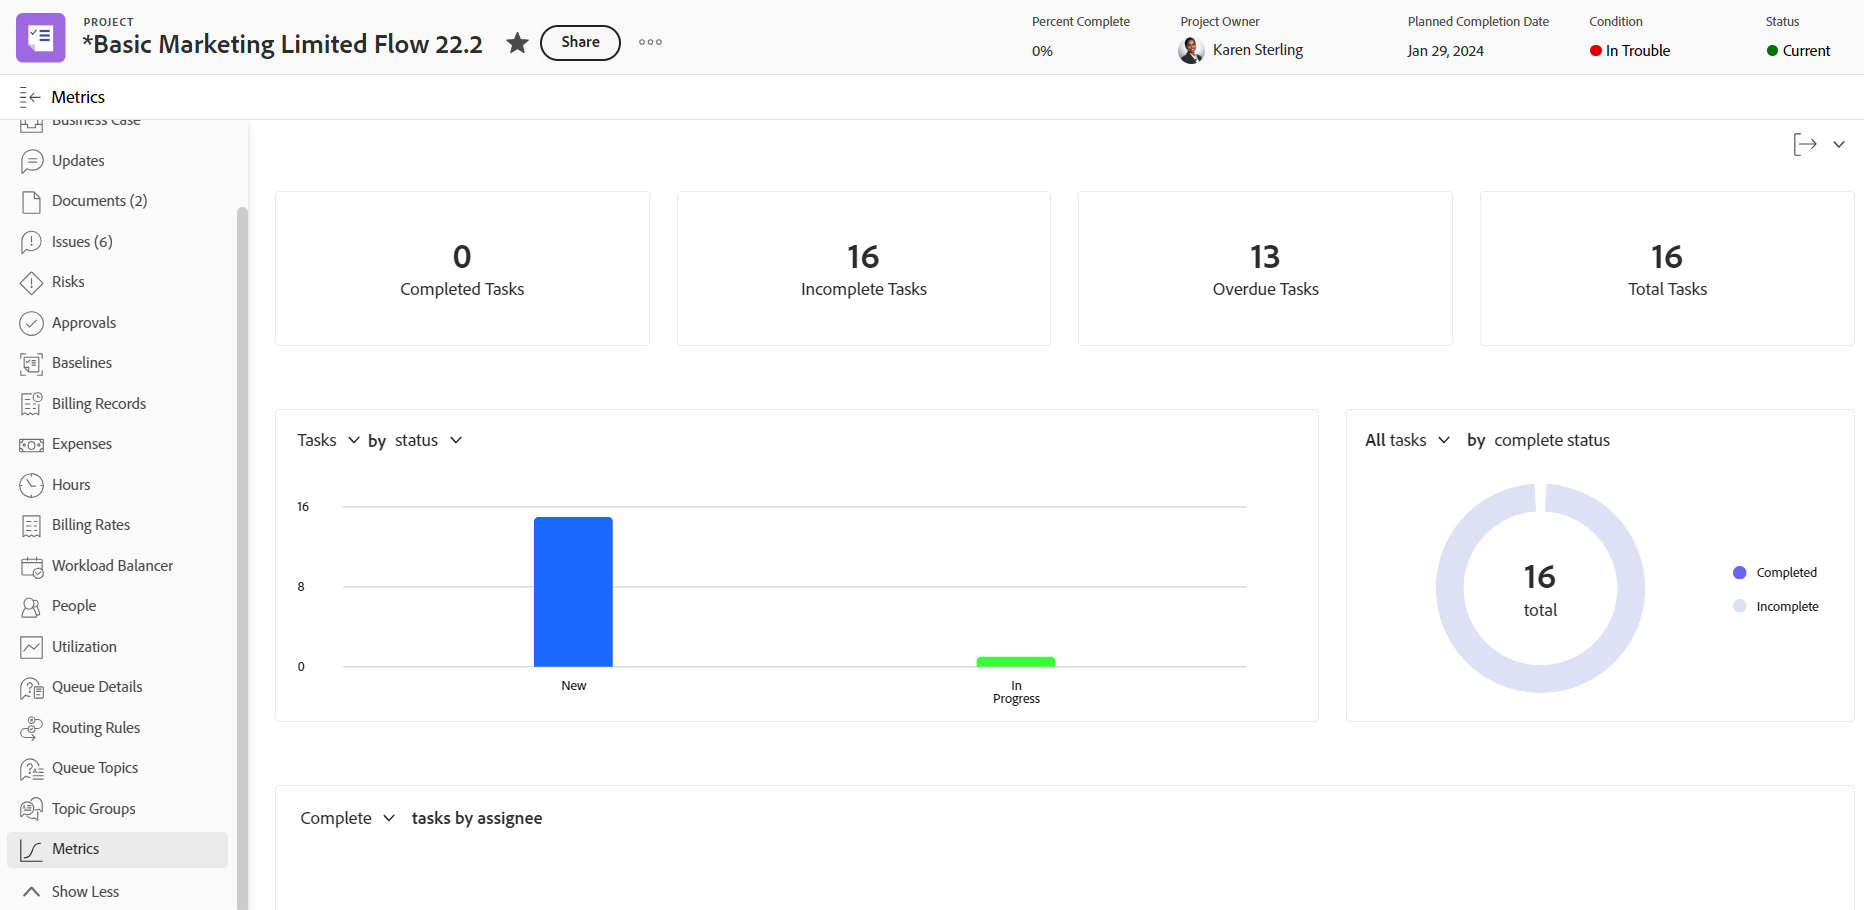 PROJECT
*Basic Marketing Limited Flow 22.2
Share
Percent Complete
0%
Project Owner
Karen Sterling
Planned Completion Date
Jan 29, 2024
Condition
In Trouble
Status
Current
Metrics
Business Case
Updates
Documents (2)
Issues (6)
Risks
Approvals
Baselines
Billing Records
Expenses
Hours
Billing Rates
Workload Balancer
People
Utilization
Queue Details
Routing Rules
Queue Topics
Topic Groups
Metrics
Show Less
0
Completed Tasks
16
Incomplete Tasks
13
Overdue Tasks
16
Total Tasks
Tasks by status
16
8
0
New
In
Progress
All tasks by complete status
16
total
Completed
Incomplete
Complete tasks by assignee